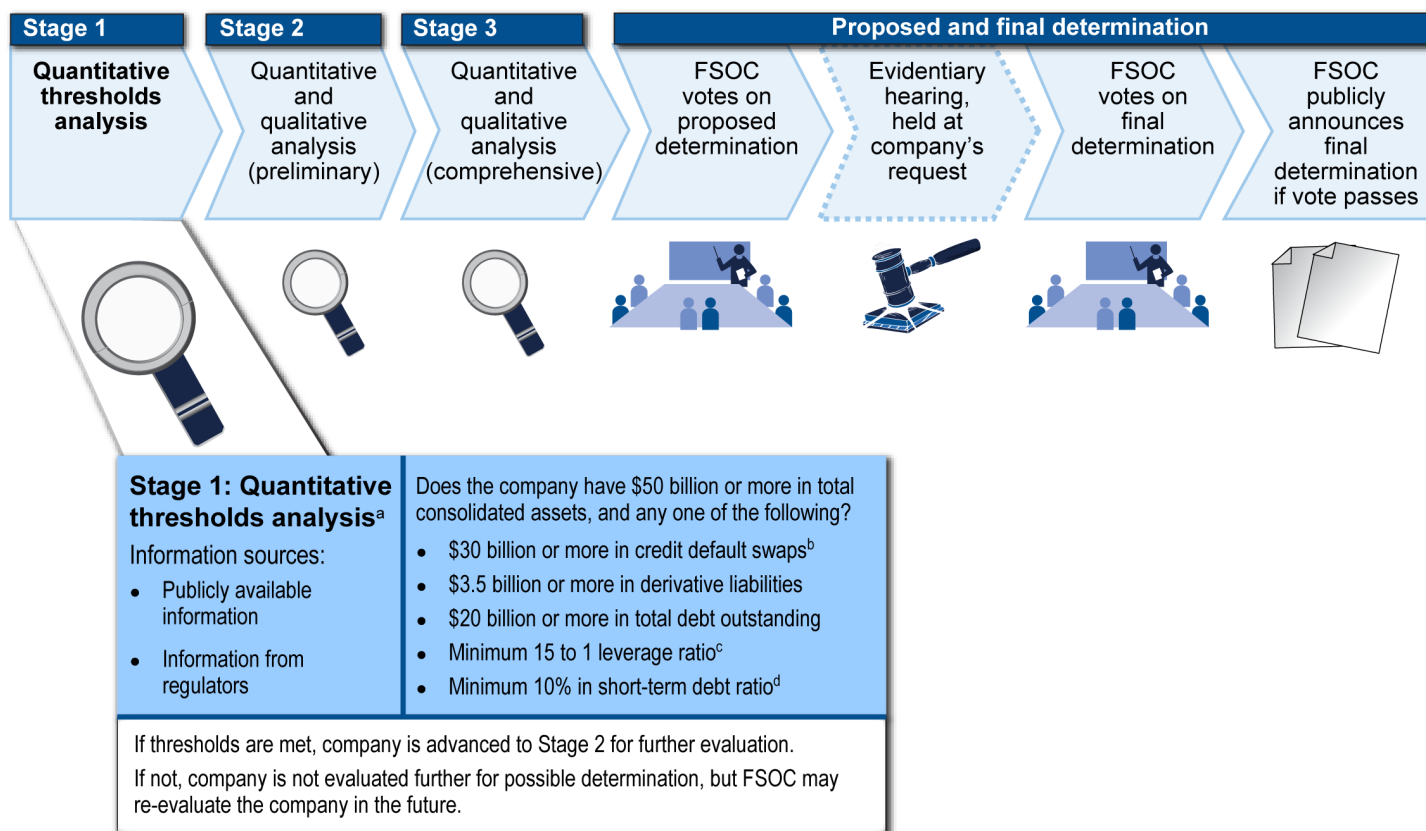 Stage 1
Stage 2
Stage 3
Proposed and final determination
Quantitative
thresholds
analysis
Quantitative
and
qualitative
analysis
(preliminary)
Quantitative
and
qualitative
analysis
(comprehensive)
FSOC
votes on
proposed
determination
Evidentiary
hearing,
held at
company’s
request
FSOC
votes on
final
determination
FSOC
publicly
announces
final
determination
if vote passes
Stage 1: Quantitative
thresholds analysisᵃ
Information sources:
• Publicly available
information
• Information from
regulators
Does the company have $50 billion or more in total
consolidated assets, and any one of the following?
• $30 billion or more in credit default swapsᵇ
• $3.5 billion or more in derivative liabilities
• $20 billion or more in total debt outstanding
• Minimum 15 to 1 leverage ratioᶜ
• Minimum 10% in short-term debt ratioᵈ
If thresholds are met, company is advanced to Stage 2 for further evaluation.
If not, company is not evaluated further for possible determination, but FSOC may
re-evaluate the company in the future.